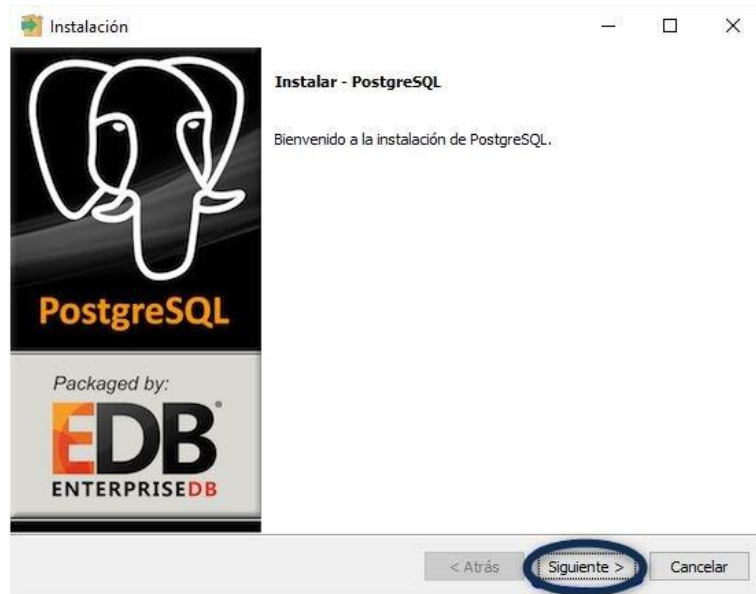 Instalación
Instalar - PostgreSQL
Bienvenido a la instalación de PostgreSQL.
PostgreSQL
Packaged by:
EDB
ENTERPRISEDB
< Atrás
Siguiente >
Cancelar